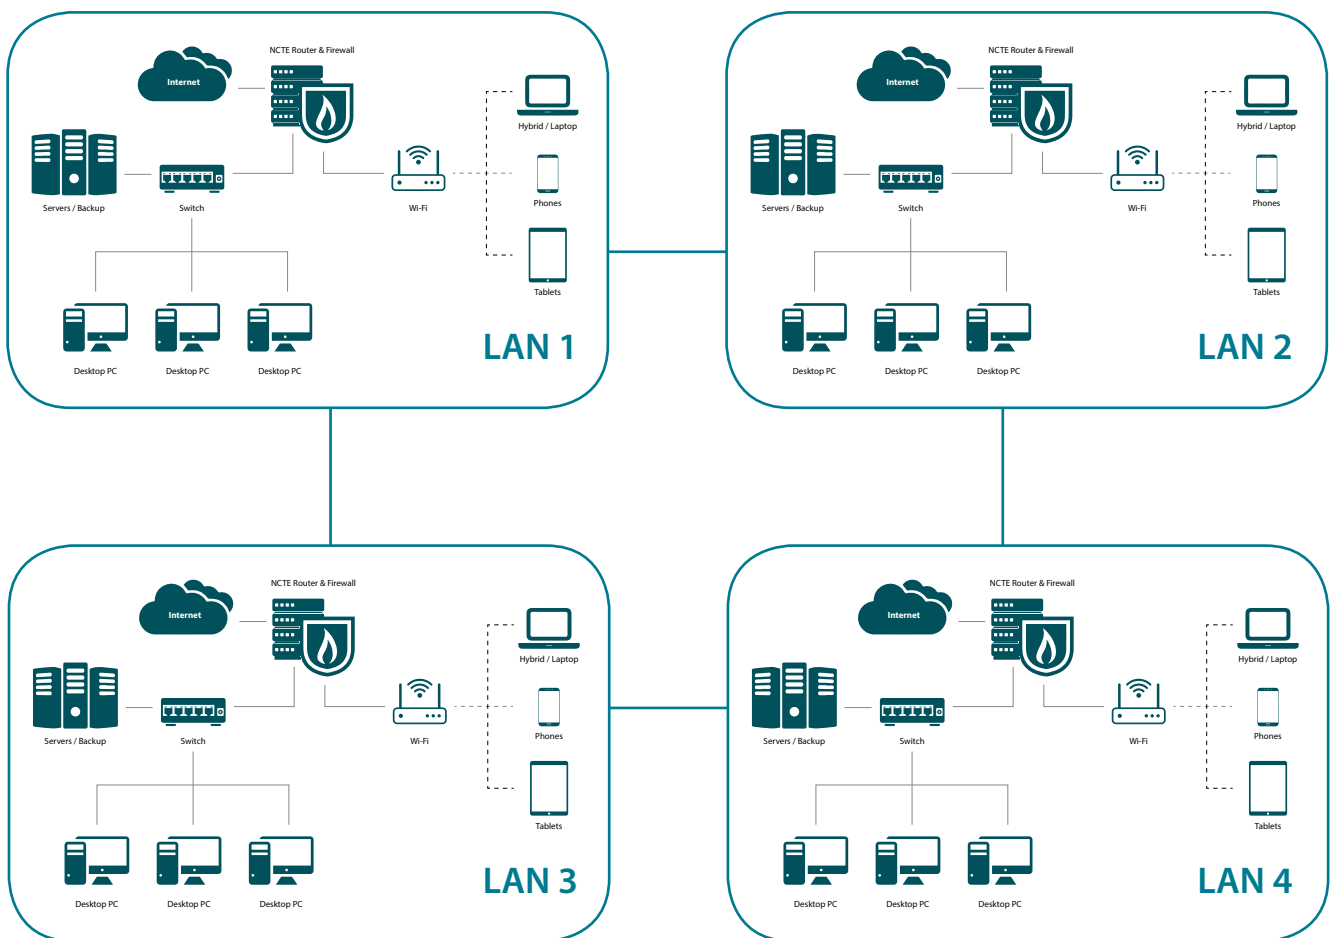 NCTE Router & Firewall
Internet
Hybrid / Laptop
Servers / Backup
Switch
Wi-Fi
Phones
Tablets
Desktop PC
Desktop PC
Desktop PC
LAN 1
NCTE Router & Firewall
Internet
Hybrid / Laptop
Servers / Backup
Switch
Wi-Fi
Phones
Tablets
Desktop PC
Desktop PC
Desktop PC
LAN 2
NCTE Router & Firewall
Internet
Hybrid / Laptop
Servers / Backup
Switch
Wi-Fi
Phones
Tablets
Desktop PC
Desktop PC
Desktop PC
LAN 3
NCTE Router & Firewall
Internet
Hybrid / Laptop
Servers / Backup
Switch
Wi-Fi
Phones
Tablets
Desktop PC
Desktop PC
Desktop PC
LAN 4